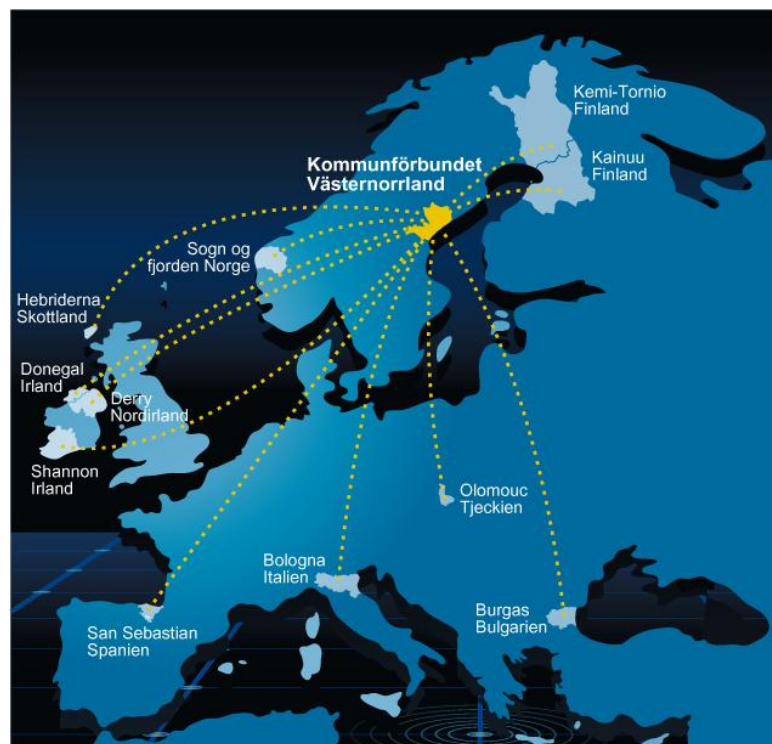 Kemi-Tornio
Finland
Kommunförbundet
Västernorrland
Kainuu
Finland
Sogn og
fjorden Norge
Hebriderna
Skottland
Donegal
Irland
Derry
Nordirland
Shannon
Irland
Olomouc
Tjeckien
Bologna
Italien
Burgas
Bulgarien
San Sebastian
Spanien